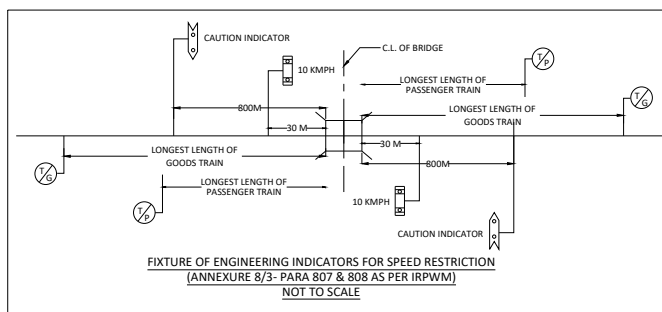 CAUTION INDICATOR
C.L. OF BRIDGE
10 KMPH
T/P
LONGEST LENGTH OF
PASSENGER TRAIN
T/G
800M
LONGEST LENGTH OF
GOODS TRAIN
30 M
30 M
LONGEST LENGTH OF
GOODS TRAIN
800M
T/G
LONGEST LENGTH OF
PASSENGER TRAIN
T/P
10 KMPH
CAUTION INDICATOR
FIXTURE OF ENGINEERING INDICATORS FOR SPEED RESTRICTION
(ANNEXURE 8/3- PARA 807 & 808 AS PER IRPWM)
NOT TO SCALE